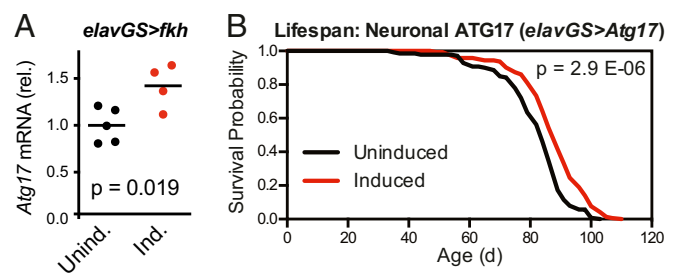 A
elavGS>fkh
Atg17 mRNA (rel.)
1.5
1.0
0.5
0.0
p = 0.019
Unind.
Ind.
B
Lifespan: Neuronal ATG17 (elavGS>Atg17)
Survival Probability
1.0
0.8
0.6
0.4
0.2
0.0
p = 2.9 E-06
Uninduced
Induced
0
20
40
60
80
100
120
Age (d)